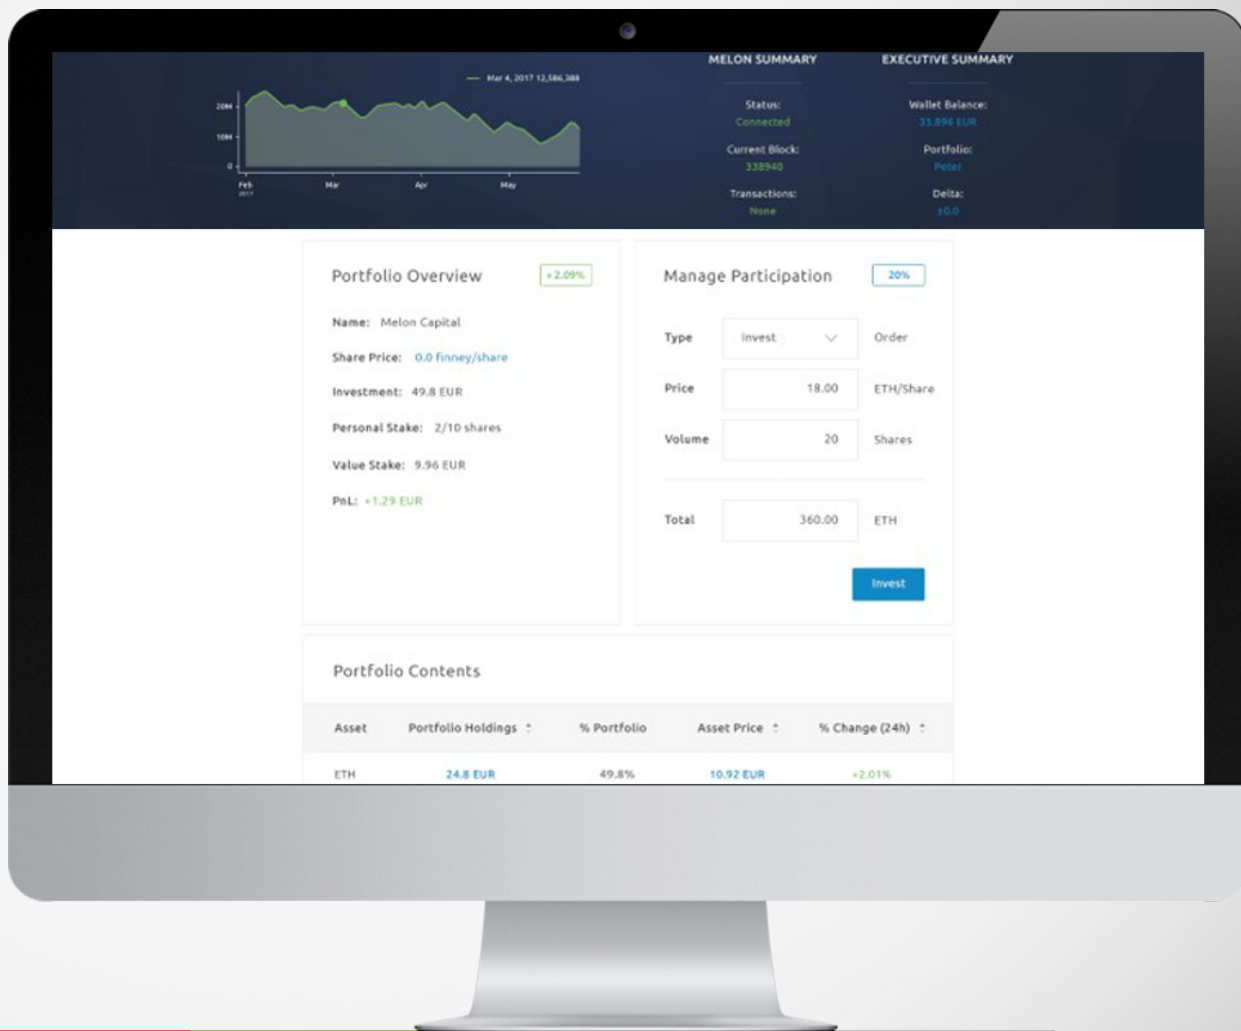 Mar 4, 2017 12,586,388
20M
10M
0
Feb Mar Apr May
2017
MELON SUMMARY
Status:
Connected
Current Block:
338940
Transactions:
None
EXECUTIVE SUMMARY
Wallet Balance:
35.896 EUR
Portfolio:
Peter
Delta:
±0.0
Portfolio Overview +2.09%
Name: Melon Capital
Share Price: 0.0 finney/share
Investment: 49.8 EUR
Personal Stake: 2/10 shares
Value Stake: 9.96 EUR
PnL: +1.29 EUR
Manage Participation 20%
Type Invest Order
Price 18.00 ETH/Share
Volume 20 Shares
Total 360.00 ETH
Invest
Portfolio Contents
Asset Portfolio Holdings % Portfolio Asset Price % Change (24h)
ETH 24.8 EUR 49.8% 10.92 EUR +2.01%